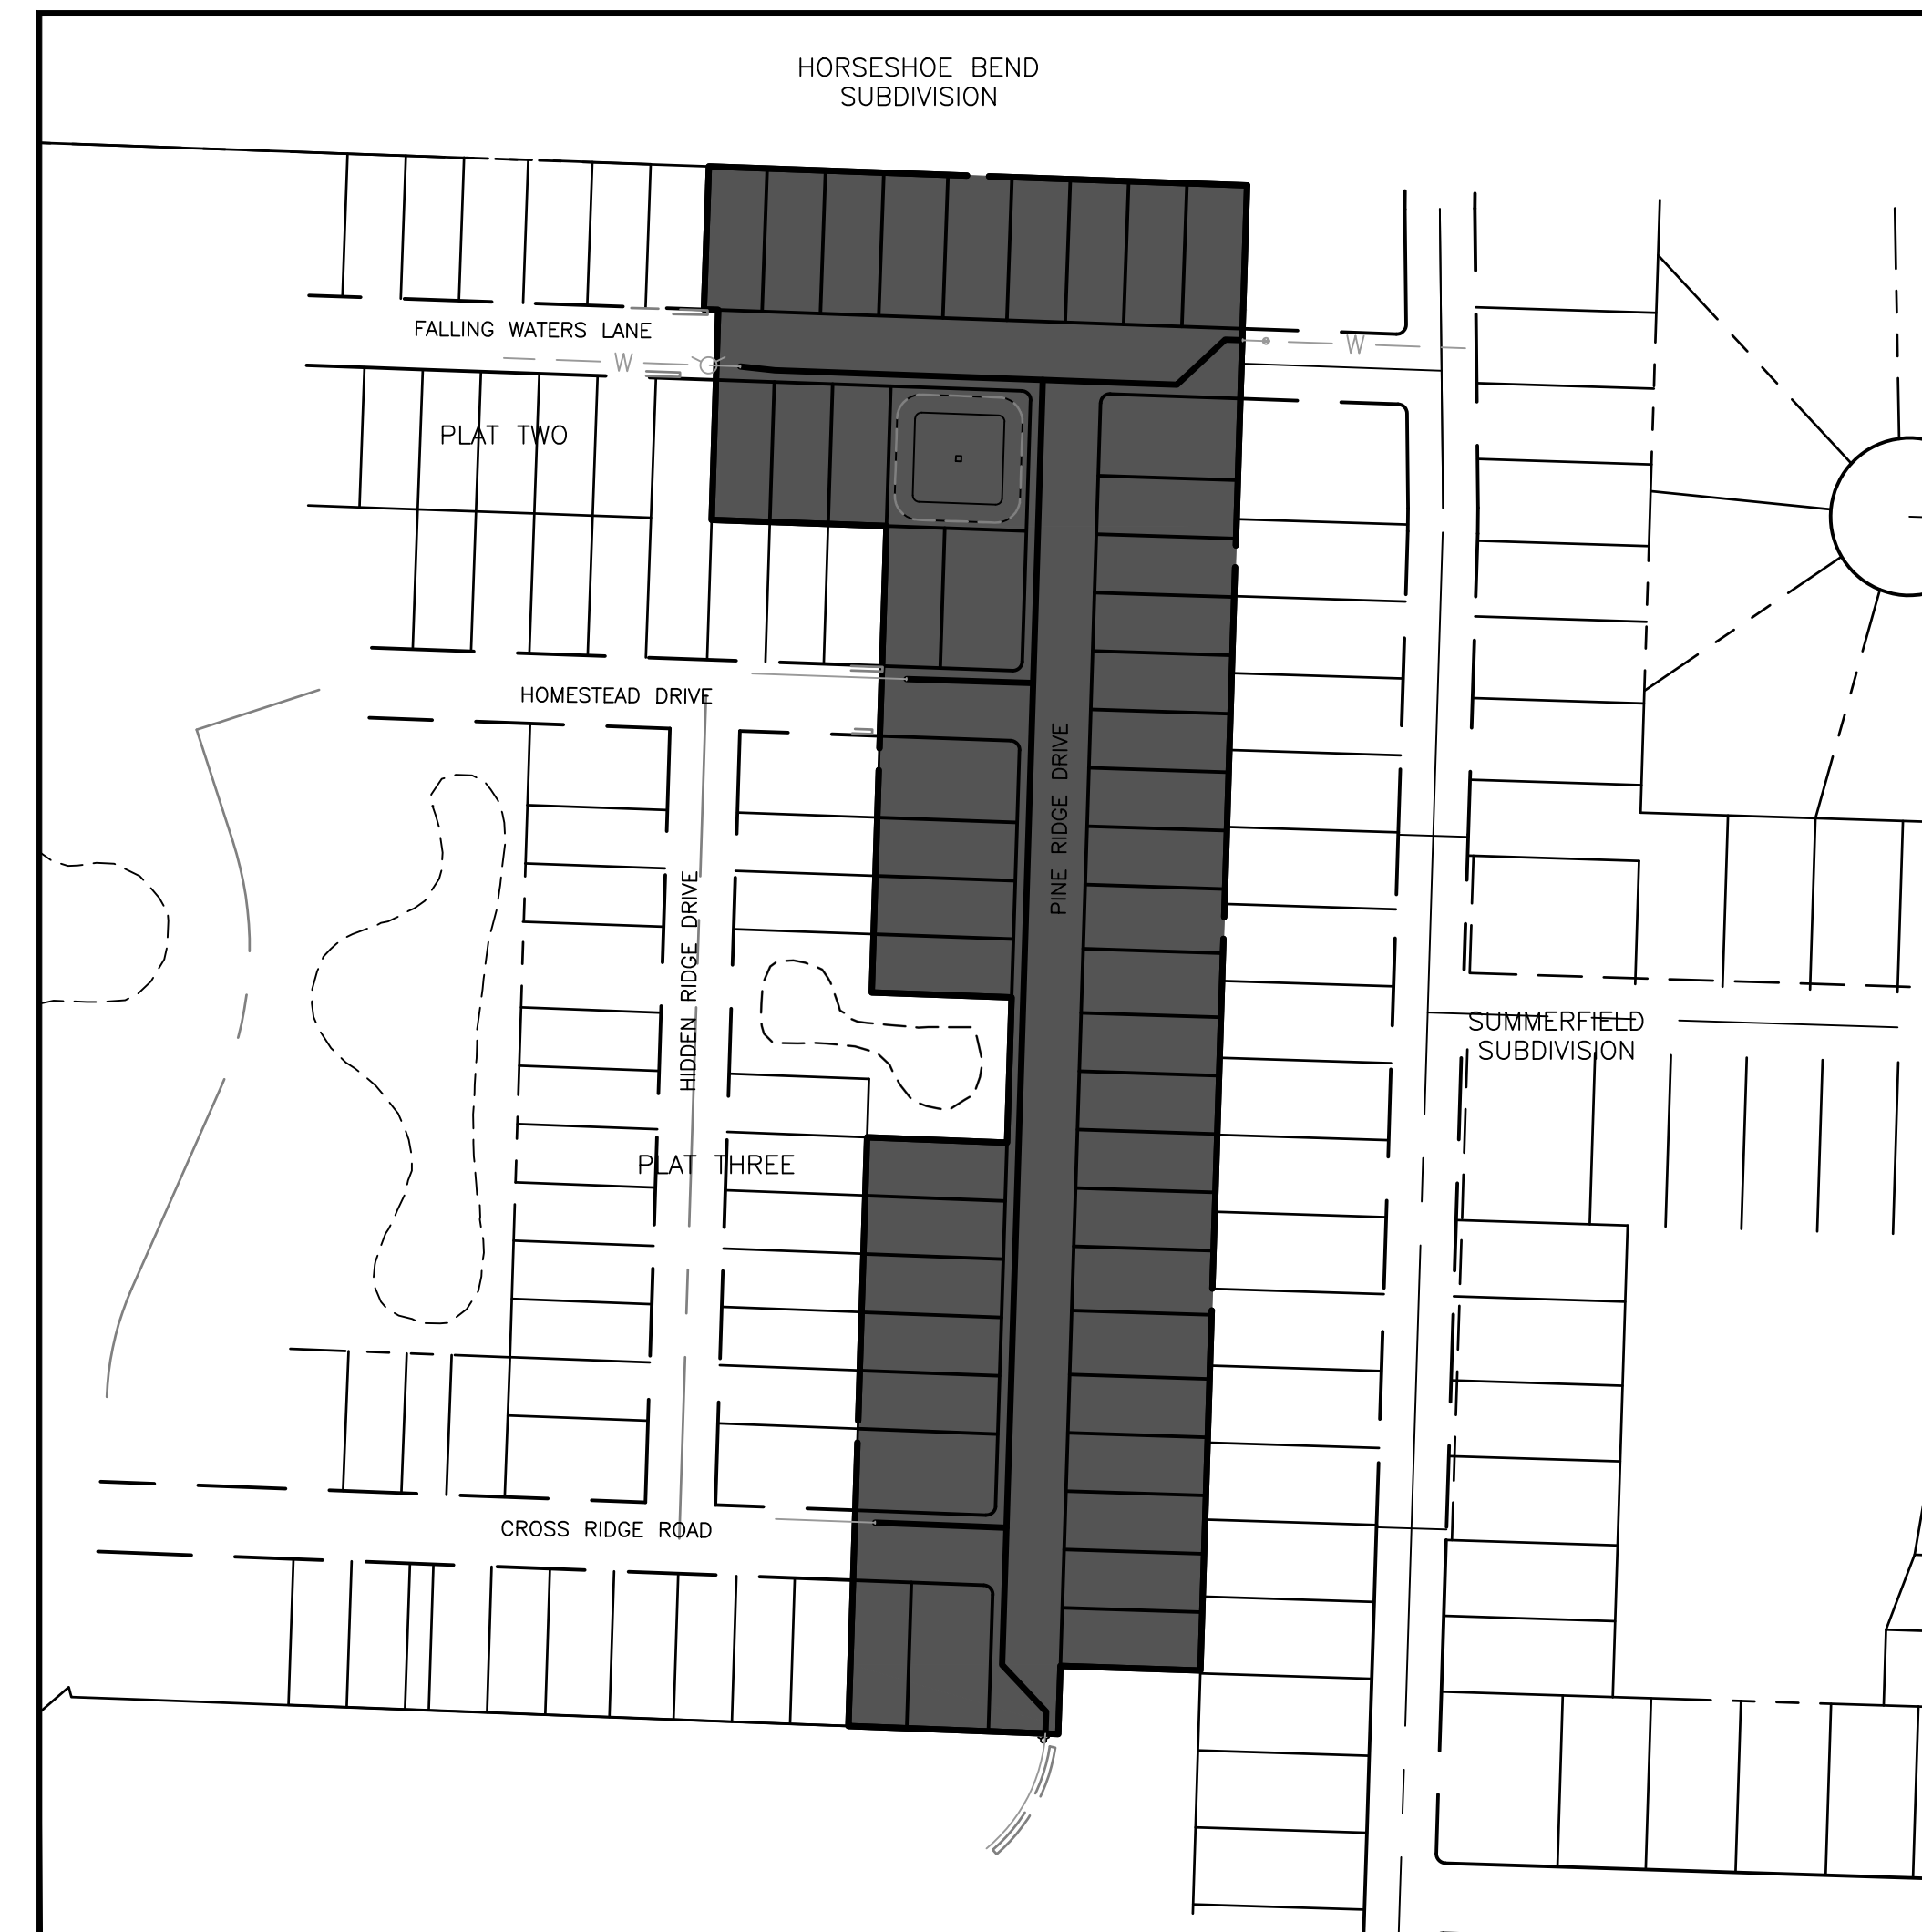 HORSESHOE BEND
SUBDIVISION
FALLING WATERS LANE
W
W
PLAT TWO
HOMESTEAD DRIVE
PINE RIDGE DRIVE
HIDDEN RIDGE DRIVE
SUMMERFIELD
SUBDIVISION
PLAT THREE
CROSS RIDGE ROAD